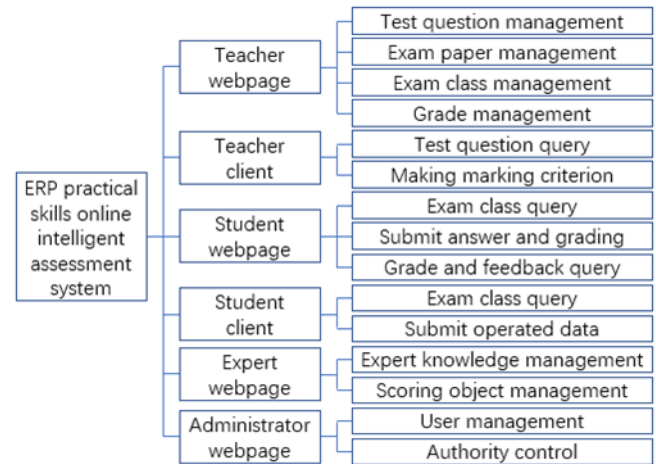 ERP practical
skills online
intelligent
assessment
system
Teacher
webpage
Test question management
Exam paper management
Exam class management
Grade management
Teacher
client
Test question query
Making marking criterion
Student
webpage
Exam class query
Submit answer and grading
Grade and feedback query
Student
client
Exam class query
Submit operated data
Expert
webpage
Expert knowledge management
Scoring object management
Administrator
webpage
User management
Authority control